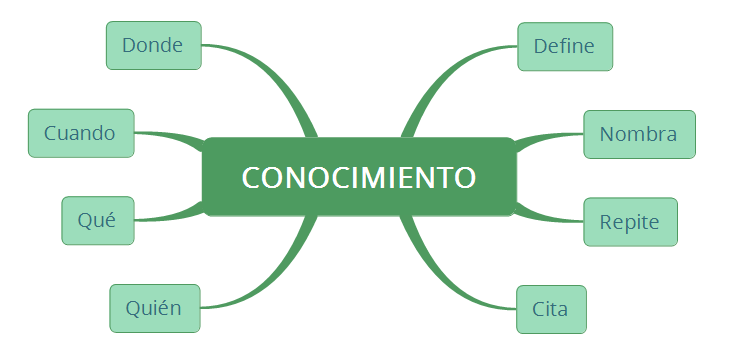 Donde
Define
Cuando
Nombra
CONOCIMIENTO
Qué
Repite
Quién
Cita